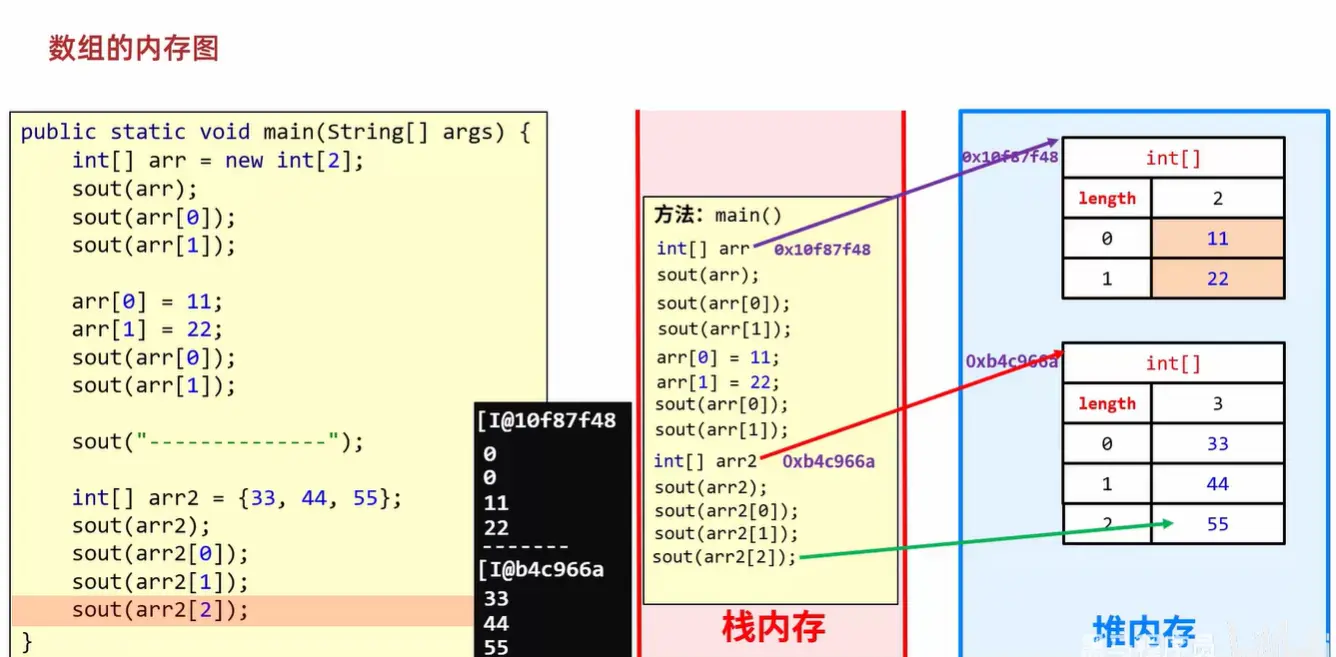 数组的内存图
public static void main(String[] args) {
int[] arr = new int[2];
sout(arr);
sout(arr[0]);
sout(arr[1]);
arr[0] = 11;
arr[1] = 22;
sout(arr[0]);
sout(arr[1]);
sout("--------------");
int[] arr2 = {33, 44, 55};
sout(arr2);
sout(arr2[0]);
sout(arr2[1]);
sout(arr2[2]);
}
[I@10f87f48
0
0
11
22
-------
[I@b4c966a
33
44
55
方法：main()
int[] arr 0x10f87f48
sout(arr);
sout(arr[0]);
sout(arr[1]);
arr[0] = 11;
arr[1] = 22;
sout(arr[0]);
sout(arr[1]);
int[] arr2 0xb4c966a
sout(arr2);
sout(arr2[0]);
sout(arr2[1]);
sout(arr2[2]);
栈内存
0x10f87f48
int[]
length 2
0 11
1 22
0xb4c966a
int[]
length 3
0 33
1 44
2 55
堆内存